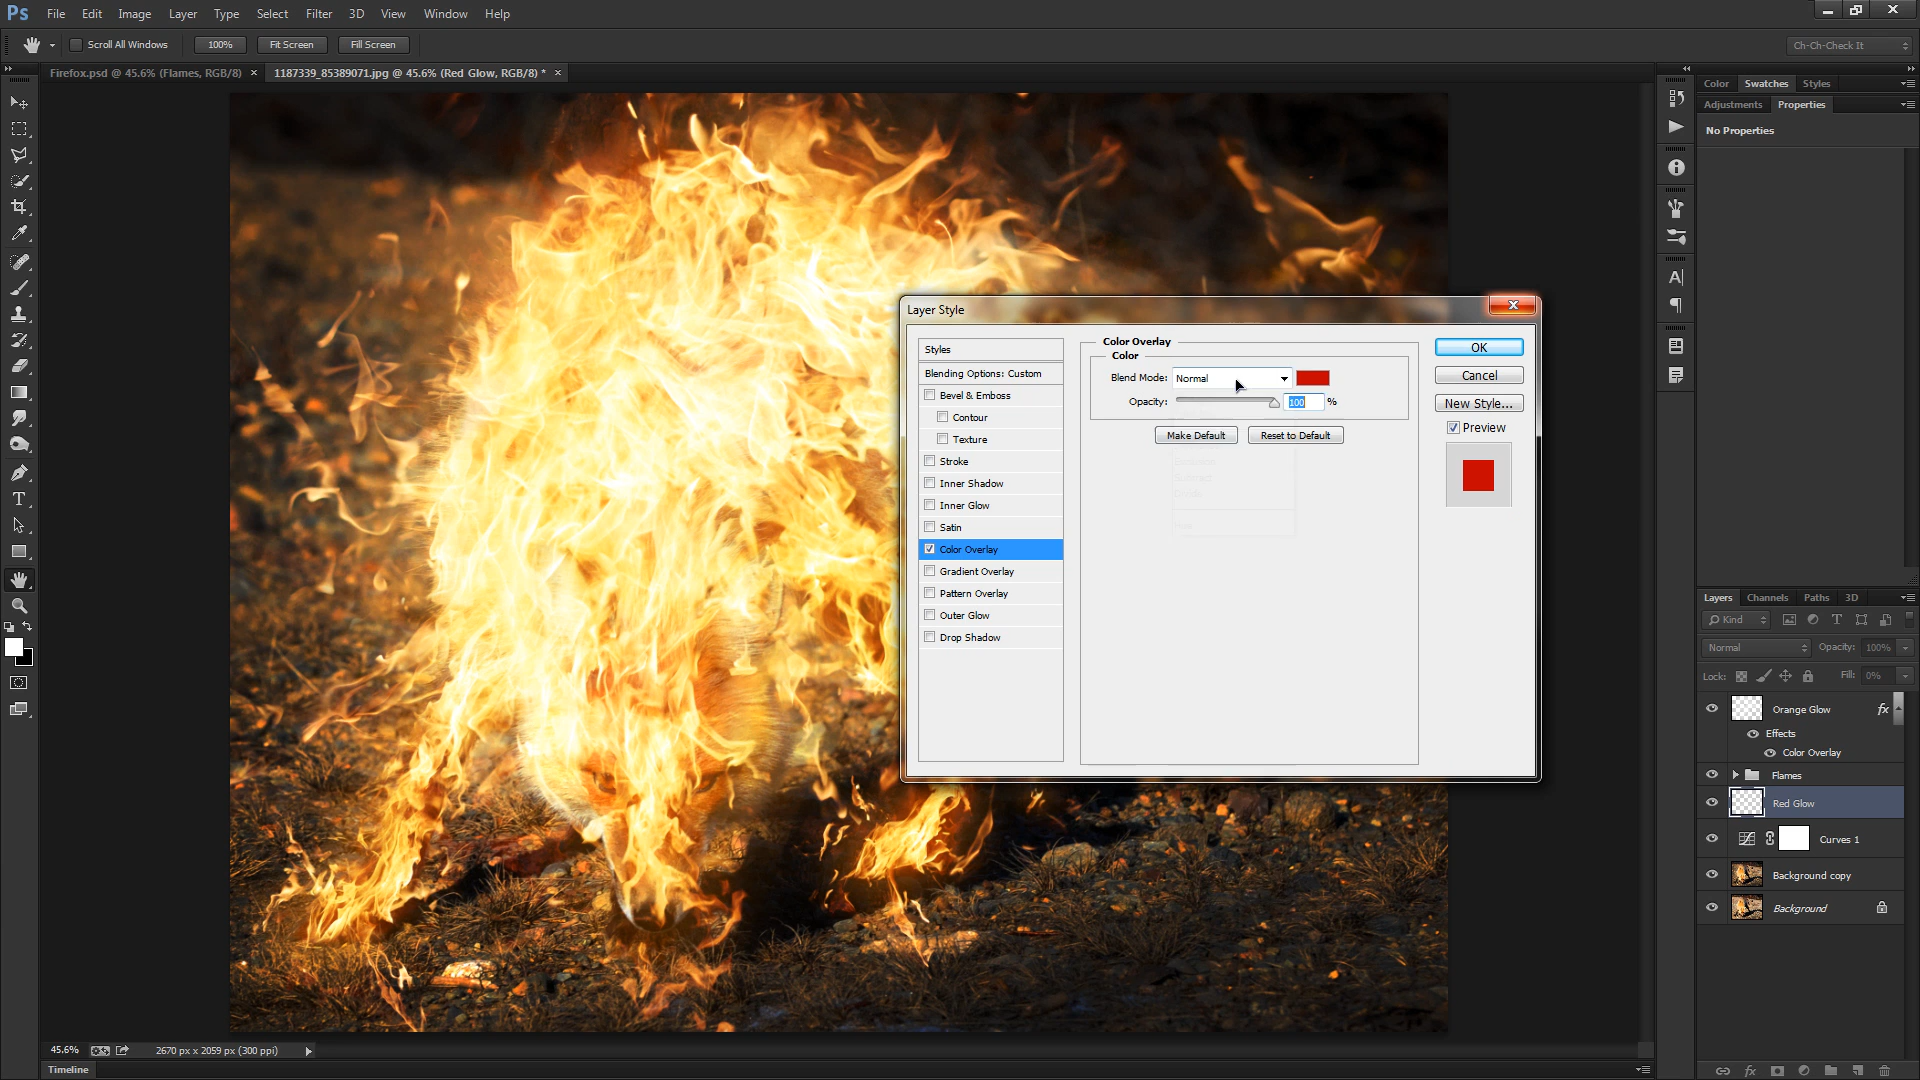 Ps File Edit Image Layer Type Select Filter 3D View Window Help
Scroll All Windows 100% Fit Screen Fill Screen Ch-Ch-Check It
Firefox.psd @ 45.6% (Flames, RGB/8) × 1187339_85389071.jpg @ 45.6% (Red Glow, RGB/8) * ×
Color Swatches Styles
Adjustments Properties
No Properties
Layer Style
Styles
Blending Options: Custom
Bevel & Emboss
Contour
Texture
Stroke
Inner Shadow
Inner Glow
Satin
Color Overlay
Gradient Overlay
Pattern Overlay
Outer Glow
Drop Shadow
Color Overlay
Color
Blend Mode: Normal
Opacity: 100 %
Make Default Reset to Default
OK
Cancel
New Style...
Preview
Layers Channels Paths 3D
Kind
Normal Opacity: 100%
Lock: Fill: 0%
Orange Glow fx
Effects
Color Overlay
Flames
Red Glow
Curves 1
Background copy
Background
45.6% 2670 px x 2059 px (300 ppi)
Timeline